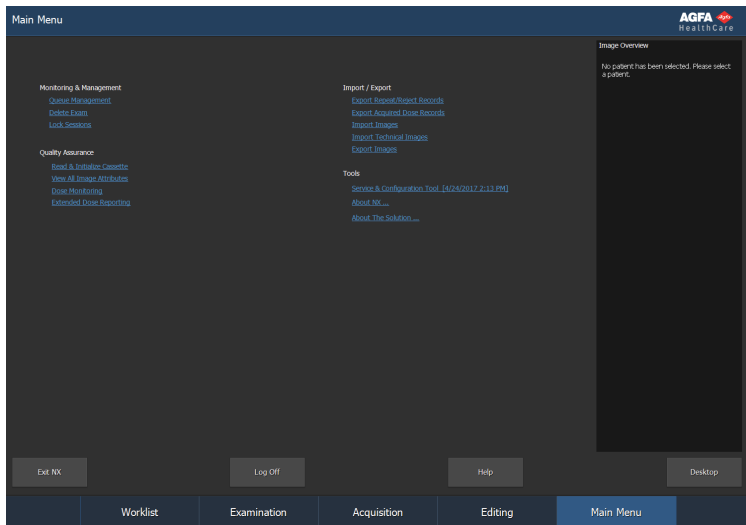 Main Menu
AGFA
HealthCare
Image Overview
No patient has been selected. Please select
a patient.
Monitoring & Management
Queue Management
Delete Exam
Lock Sessions
Quality Assurance
Read & Initialize Cassette
View All Image Attributes
Dose Monitoring
Extended Dose Reporting
Import / Export
Export Repeat/Reject Records
Export Acquired Dose Records
Import Images
Import Technical Images
Export Images
Tools
Service & Configuration Tool [4/24/2017 2:13 PM]
About NX ...
About The Solution ...
Exit NX
Log Off
Help
Desktop
Worklist
Examination
Acquisition
Editing
Main Menu